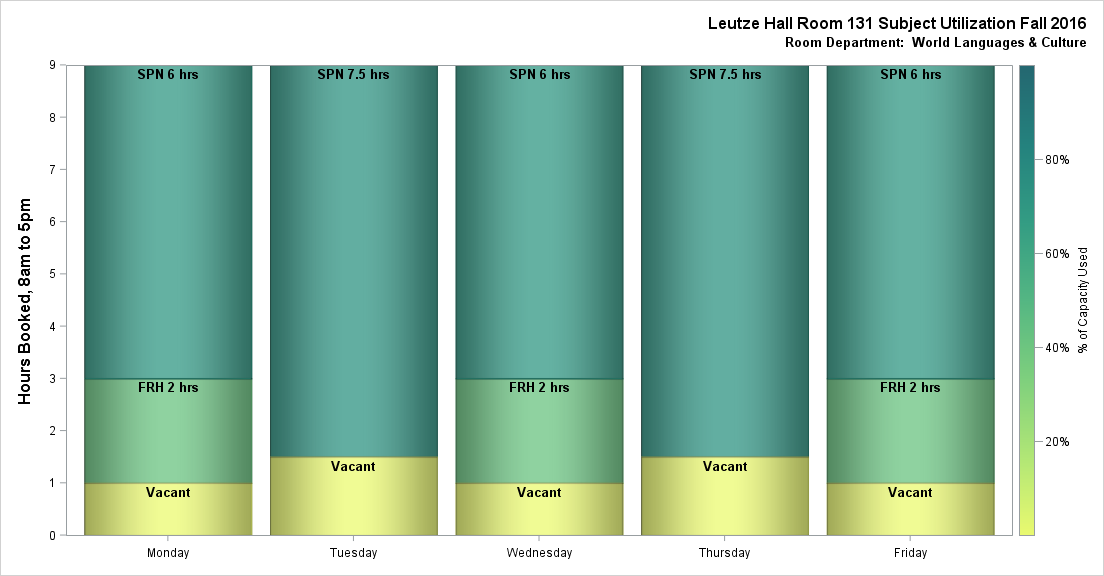 Leutze Hall Room 131 Subject Utilization Fall 2016
Room Department: World Languages & Culture
Hours Booked, 8am to 5pm
9
8
7
6
5
4
3
2
1
0
SPN 6 hrs
FRH 2 hrs
Vacant
SPN 7.5 hrs
Vacant
SPN 6 hrs
FRH 2 hrs
Vacant
SPN 7.5 hrs
Vacant
SPN 6 hrs
FRH 2 hrs
Vacant
Monday
Tuesday
Wednesday
Thursday
Friday
80%
60%
40%
20%
% of Capacity Used